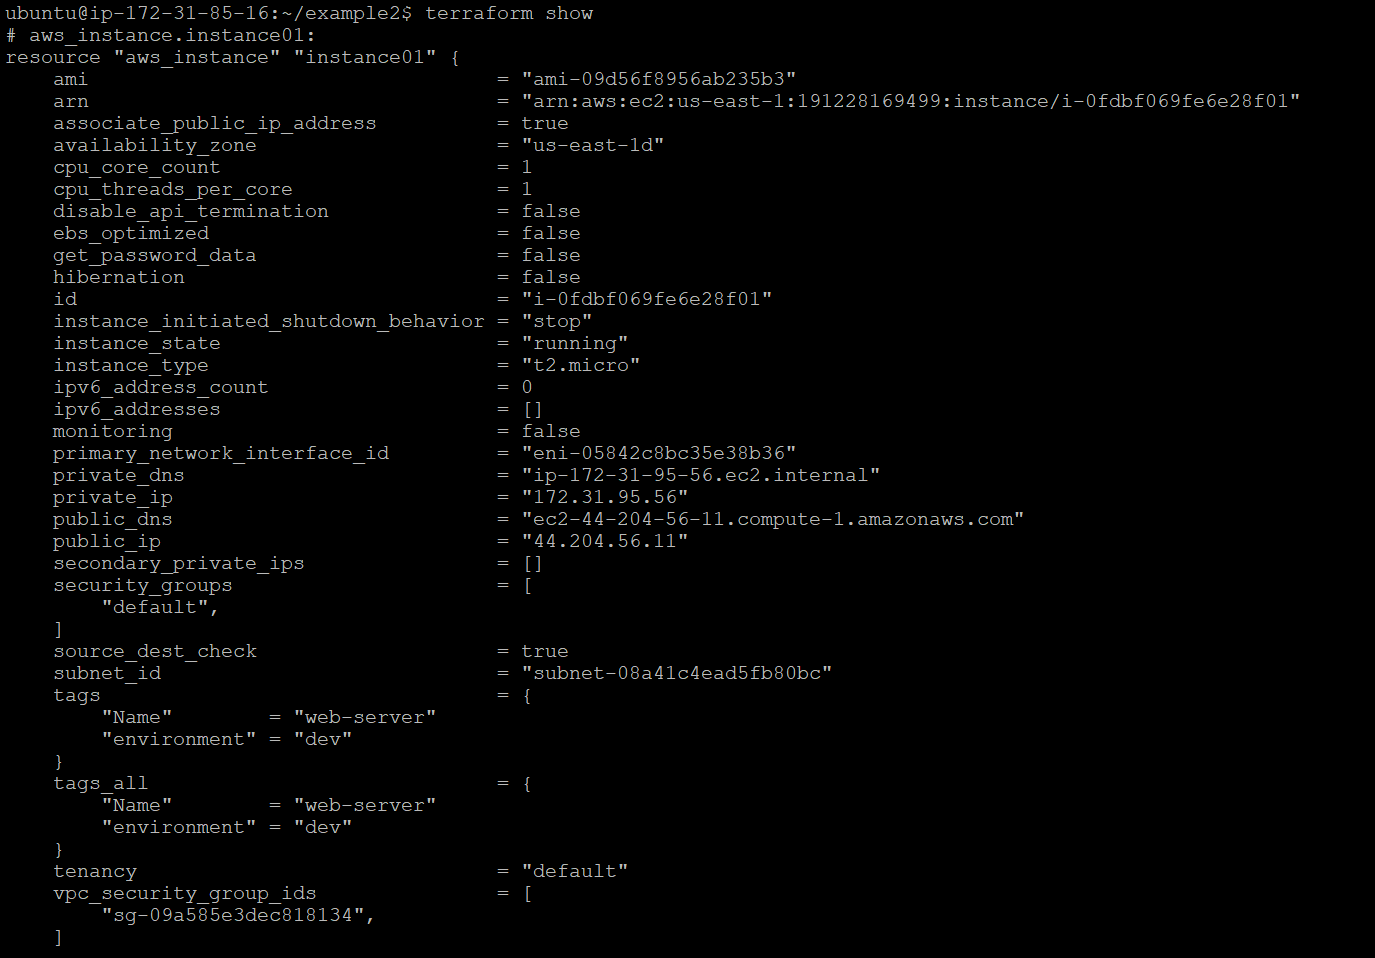 ubuntu@ip-172-31-85-16:~/example2$ terraform show
# aws_instance.instance01:
resource "aws_instance" "instance01" {
    ami                                  = "ami-09d56f8956ab235b3"
    arn                                  = "arn:aws:ec2:us-east-1:191228169499:instance/i-0fdbf069fe6e28f01"
    associate_public_ip_address          = true
    availability_zone                    = "us-east-1d"
    cpu_core_count                       = 1
    cpu_threads_per_core                 = 1
    disable_api_termination              = false
    ebs_optimized                        = false
    get_password_data                    = false
    hibernation                          = false
    id                                   = "i-0fdbf069fe6e28f01"
    instance_initiated_shutdown_behavior = "stop"
    instance_state                       = "running"
    instance_type                        = "t2.micro"
    ipv6_address_count                   = 0
    ipv6_addresses                       = []
    monitoring                           = false
    primary_network_interface_id         = "eni-05842c8bc35e38b36"
    private_dns                          = "ip-172-31-95-56.ec2.internal"
    private_ip                           = "172.31.95.56"
    public_dns                           = "ec2-44-204-56-11.compute-1.amazonaws.com"
    public_ip                            = "44.204.56.11"
    secondary_private_ips                = []
    security_groups                      = [
        "default",
    ]
    source_dest_check                    = true
    subnet_id                            = "subnet-08a41c4ead5fb80bc"
    tags                                 = {
        "Name"        = "web-server"
        "environment" = "dev"
    }
    tags_all                             = {
        "Name"        = "web-server"
        "environment" = "dev"
    }
    tenancy                              = "default"
    vpc_security_group_ids               = [
        "sg-09a585e3dec818134",
    ]